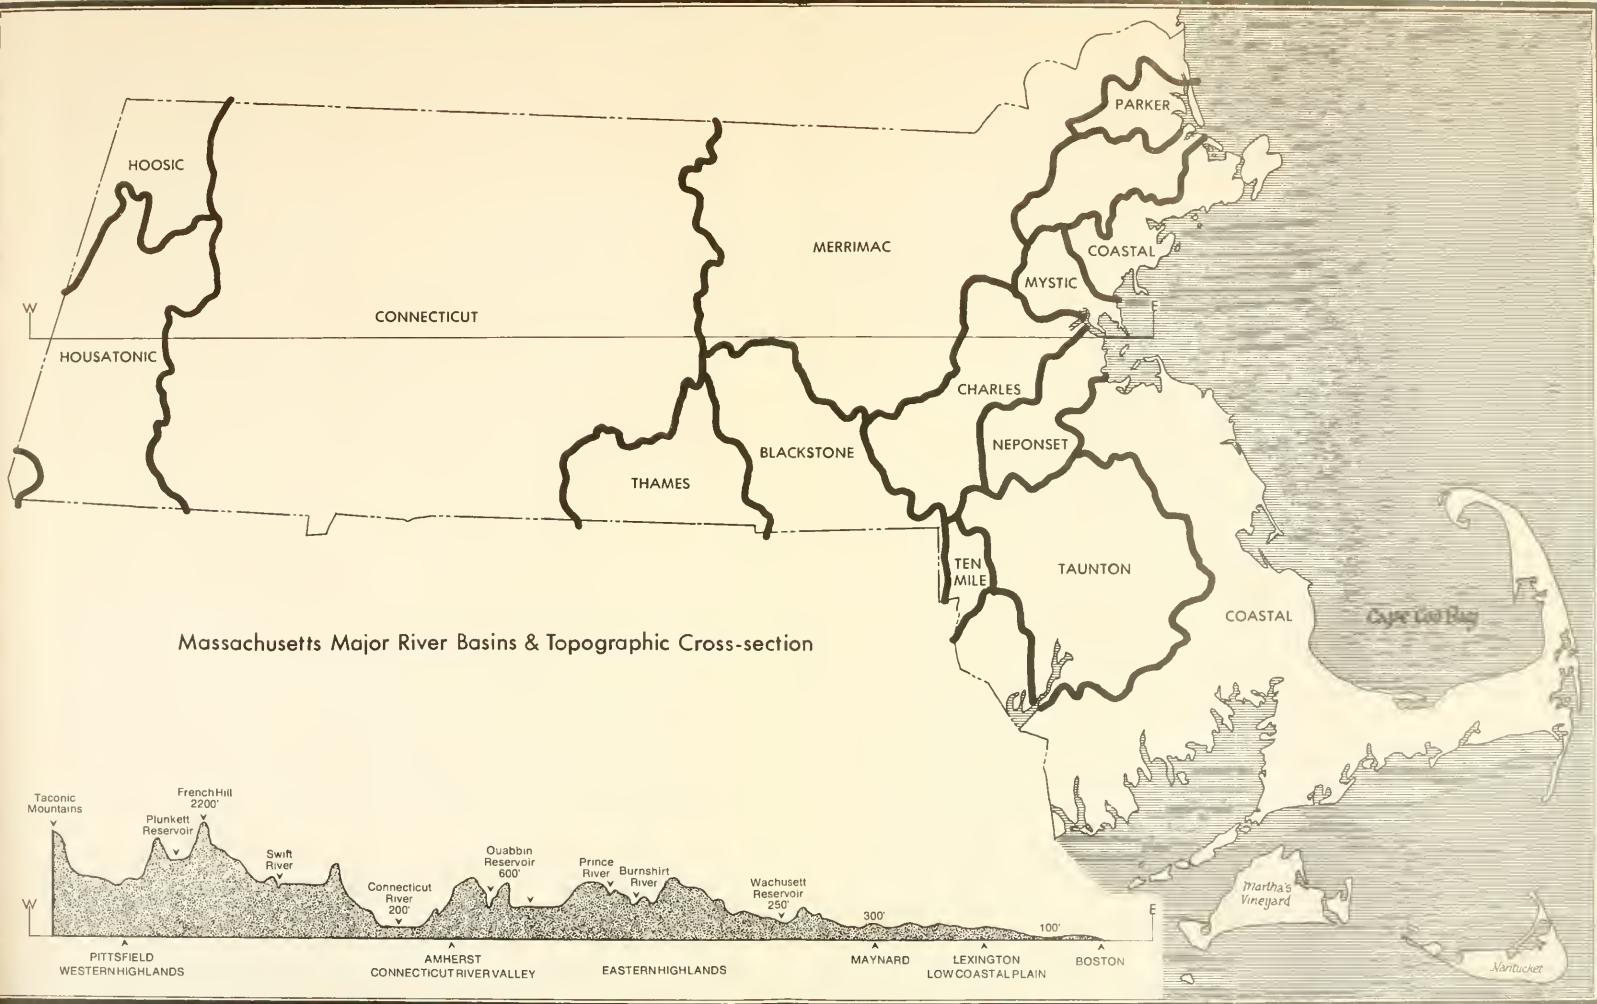 PARKER
HOOSIC
MERRIMAC
COASTAL
MYSTIC
W
E
CONNECTICUT
HOUSATONIC
CHARLES
NEPONSET
BLACKSTONE
THAMES
TEN
MILE
TAUNTON
COASTAL
Cape Cod Bay
Massachusetts Major River Basins & Topographic Cross-section
Taconic
Mountains
Plunkett
Reservoir
French Hill
2200'
Swift
River
Connecticut
River
200'
Quabbin
Reservoir
600'
Prince
River
Burnshirt
River
Wachusett
Reservoir
250'
300'
100'
W
E
PITTSFIELD
WESTERN HIGHLANDS
AMHERST
CONNECTICUT RIVER VALLEY
EASTERN HIGHLANDS
MAYNARD
LEXINGTON
LOW COASTAL PLAIN
BOSTON
Martha's
Vineyard
Nantucket